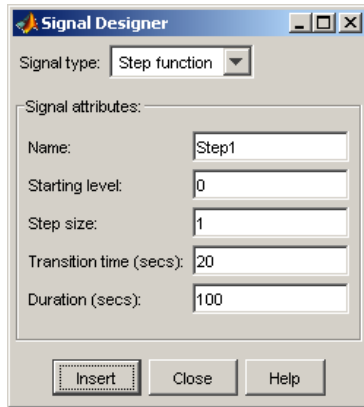 Signal Designer
Signal type: Step function
Signal attributes:
Name: Step1
Starting level: 0
Step size: 1
Transition time (secs): 20
Duration (secs): 100
Insert Close Help